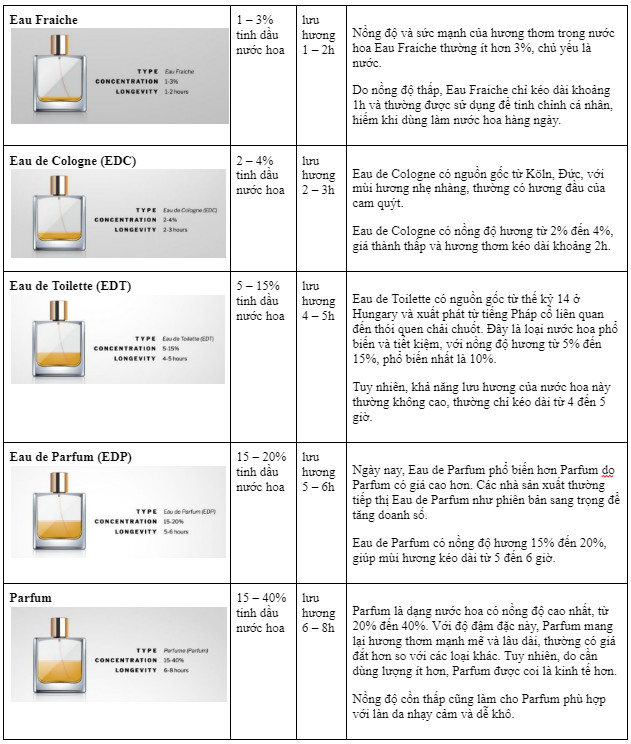 Eau Fraiche
TYPE Eau Fraiche
CONCENTRATION 1-3%
LONGEVITY 1-2 hours
1 – 3%
tinh dầu
nước hoa
lưu
hương
1 – 2h
Nồng độ và sức mạnh của hương thơm trong nước
hoa Eau Fraiche thường ít hơn 3%, chủ yếu là
nước.
Do nồng độ thấp, Eau Fraiche chỉ kéo dài khoảng
1h và thường được sử dụng để tinh chỉnh cá nhân,
hiếm khi dùng làm nước hoa hàng ngày.
Eau de Cologne (EDC)
TYPE Eau de Cologne (EDC)
CONCENTRATION 2-4%
LONGEVITY 2-3 hours
2 – 4%
tinh dầu
nước hoa
lưu
hương
2 – 3h
Eau de Cologne có nguồn gốc từ Köln, Đức, với
mùi hương nhẹ nhàng, thường có hương đầu của
cam quýt.
Eau de Cologne có nồng độ hương từ 2% đến 4%,
giá thành thấp và hương thơm kéo dài khoảng 2h.
Eau de Toilette (EDT)
TYPE Eau de Toilette (EDT)
CONCENTRATION 5-15%
LONGEVITY 4-5 hours
5 – 15%
tinh dầu
nước hoa
lưu
hương
4 – 5h
Eau de Toilette có nguồn gốc từ thế kỷ 14 ở
Hungary và xuất phát từ tiếng Pháp cổ liên quan
đến thói quen chải chuốt. Đây là loại nước hoa phổ
biến và tiết kiệm, với nồng độ hương từ 5% đến
15%, phổ biến nhất là 10%.
Tuy nhiên, khả năng lưu hương của nước hoa này
thường không cao, thường chỉ kéo dài từ 4 đến 5
giờ.
Eau de Parfum (EDP)
TYPE Eau de Parfum (EDP)
CONCENTRATION 15-20%
LONGEVITY 5-6 hours
15 – 20%
tinh dầu
nước hoa
lưu
hương
5 – 6h
Ngày nay, Eau de Parfum phổ biến hơn Parfum do
Parfum có giá cao hơn. Các nhà sản xuất thường
tiếp thị Eau de Parfum như phiên bản sang trọng để
tăng doanh số.
Eau de Parfum có nồng độ hương 15% đến 20%,
giúp mùi hương kéo dài từ 5 đến 6 giờ.
Parfum
TYPE Perfume (Parfum)
CONCENTRATION 15-40%
LONGEVITY 6-8 hours
15 – 40%
tinh dầu
nước hoa
lưu
hương
6 – 8h
Parfum là dạng nước hoa có nồng độ cao nhất, từ
20% đến 40%. Với độ đậm đặc này, Parfum mang
lại hương thơm mạnh mẽ và lâu dài, thường có giá
đắt hơn so với các loại khác. Tuy nhiên, do cần
dùng lượng ít hơn, Parfum được coi là kinh tế hơn.
Nồng độ cồn thấp cũng làm cho Parfum phù hợp
với làn da nhạy cảm và dễ khô.